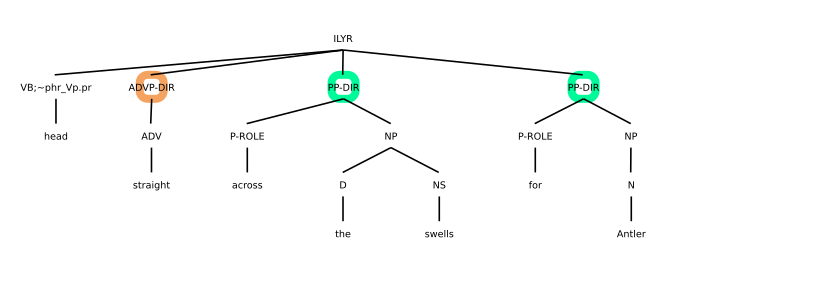 ILYR
VB;~phr_Vp.pr ADVP-DIR PP-DIR PP-DIR
head ADV P-ROLE NP P-ROLE NP
straight across D NS for N
the swells Antler